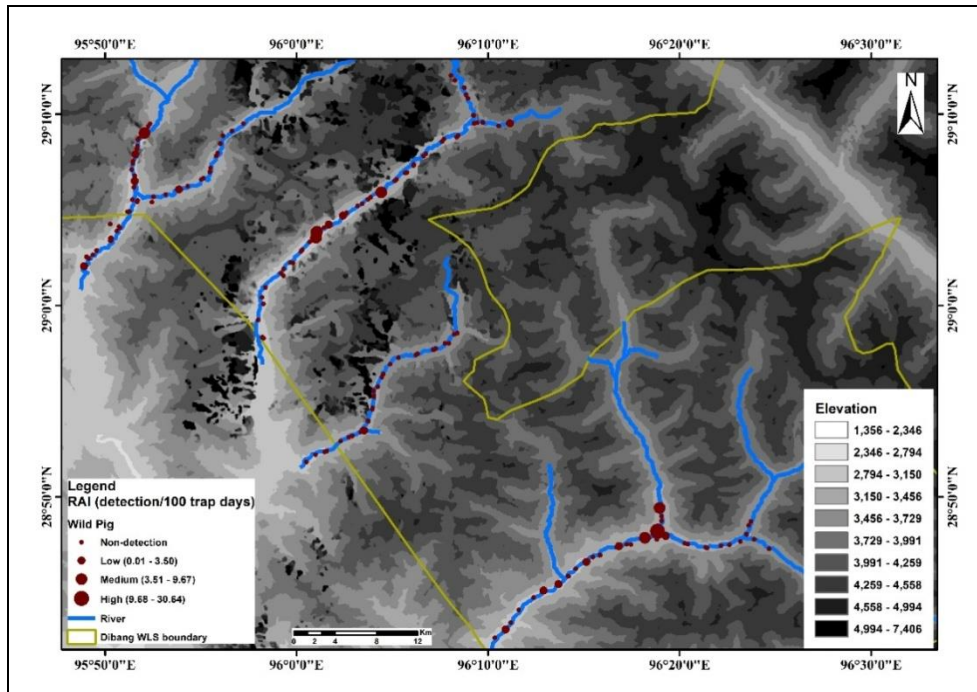 95°50'0"E 96°0'0"E 96°10'0"E 96°20'0"E 96°30'0"E
N
29°10'0"N 29°10'0"N
29°0'0"N 29°0'0"N
28°50'0"N 28°50'0"N
Elevation
1,356 - 2,346
2,346 - 2,794
2,794 - 3,150
3,150 - 3,456
3,456 - 3,729
3,729 - 3,991
3,991 - 4,259
4,259 - 4,558
4,558 - 4,994
4,994 - 7,406
Legend
RAI (detection/100 trap days)
Wild Pig
Non-detection
Low (0.01 - 3.50)
Medium (3.51 - 9.67)
High (9.68 - 30.64)
River
Dibang WLS boundary
Km
0 2 4 8 12
95°50'0"E 96°0'0"E 96°10'0"E 96°20'0"E 96°30'0"E